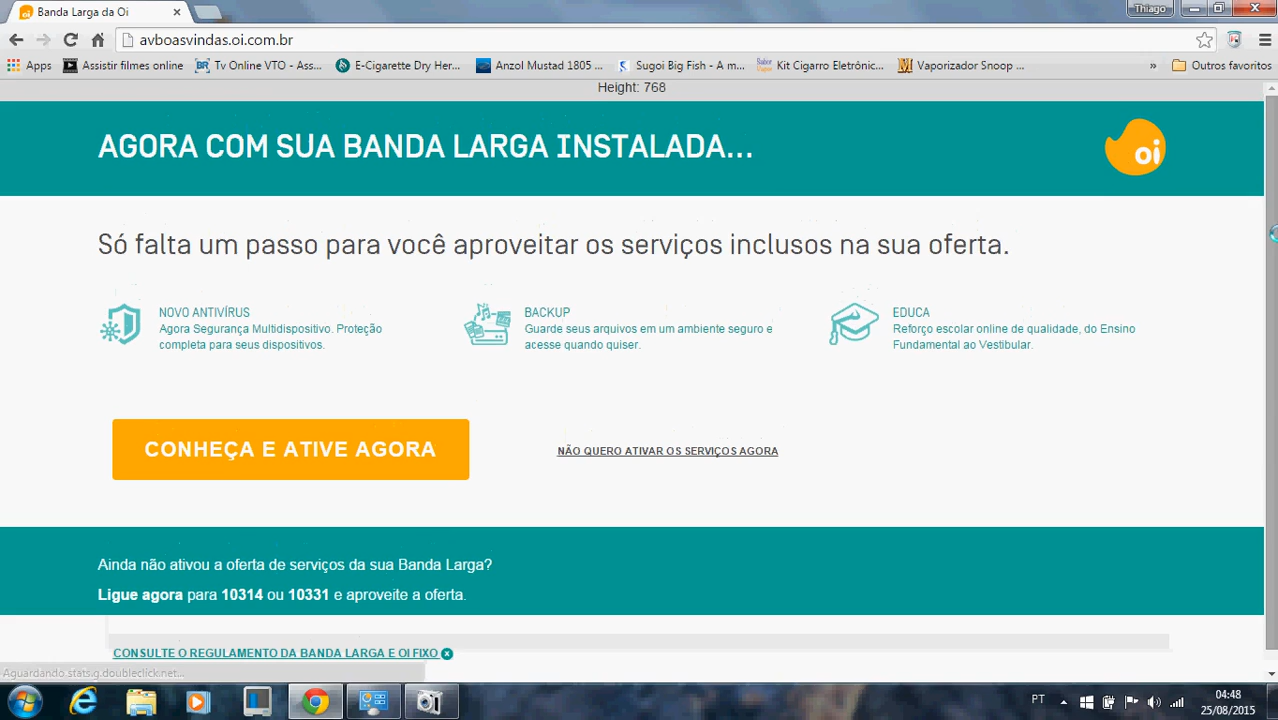 Banda Larga da Oi
Thiago
avboasvindas.oi.com.br
Apps Assistir filmes online Tv Online VTO - Ass... E-Cigarette Dry Her... Anzol Mustad 1805 ... Sugoi Big Fish - A m... Kit Cigarro Eletrônic... Vaporizador Snoop ... » Outros favoritos
Height: 768
AGORA COM SUA BANDA LARGA INSTALADA...
oi
Só falta um passo para você aproveitar os serviços inclusos na sua oferta.
NOVO ANTIVÍRUS
Agora Segurança Multidispositivo. Proteção
completa para seus dispositivos.
BACKUP
Guarde seus arquivos em um ambiente seguro e
acesse quando quiser.
EDUCA
Reforço escolar online de qualidade, do Ensino
Fundamental ao Vestibular.
CONHEÇA E ATIVE AGORA
NÃO QUERO ATIVAR OS SERVIÇOS AGORA
Ainda não ativou a oferta de serviços da sua Banda Larga?
Ligue agora para 10314 ou 10331 e aproveite a oferta.
CONSULTE O REGULAMENTO DA BANDA LARGA E OI FIXO
Aguardando stats.g.doubleclick.net...
PT
04:48
25/08/2015